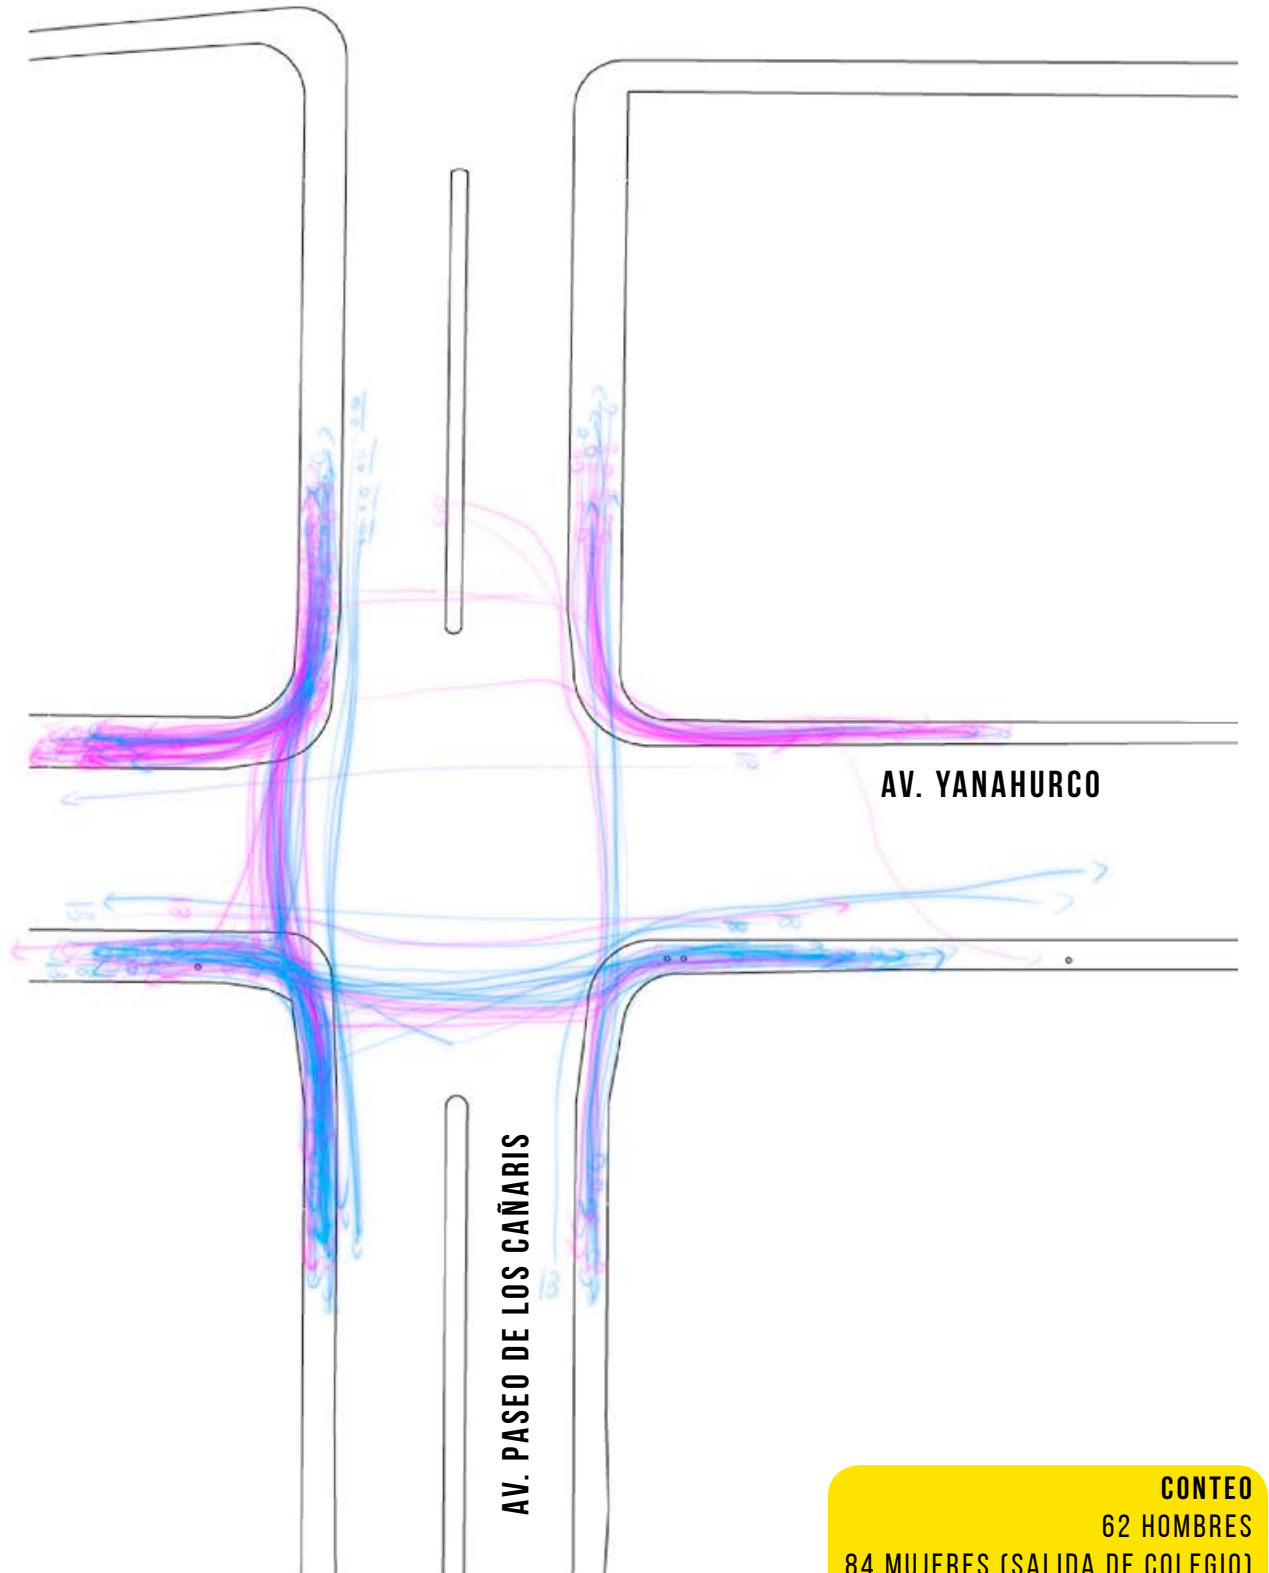 AV. YANAHURCO
AV. PASEO DE LOS CAÑARIS
CONTEO
62 HOMBRES
84 MUJERES (SALIDA DE COLEGIO)